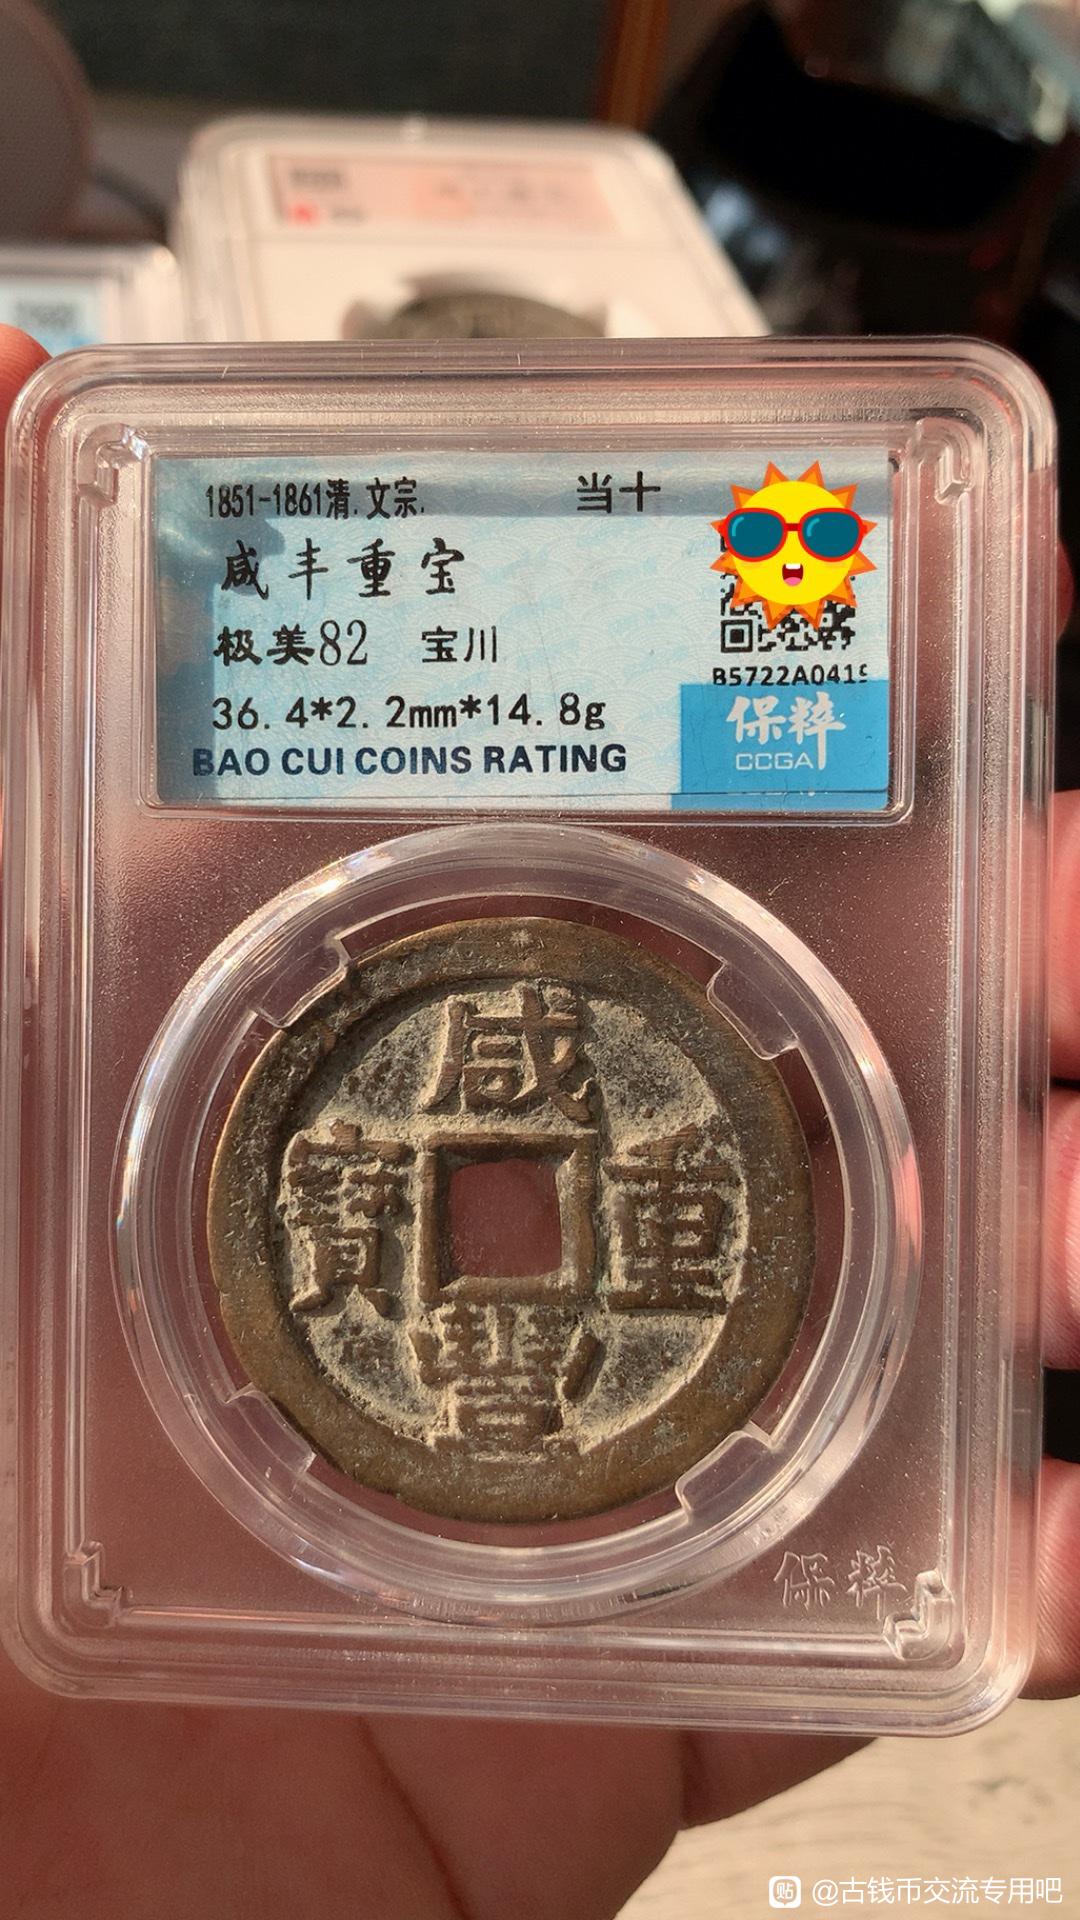 1851-1861清.文宗. 当十
咸丰重宝
极美82 宝川
36.4*2.2mm*14.8g
BAO CUI COINS RATING
B5722A0419
保粹
CCGA
咸
寶 重
豐
保粹
贴 @古钱币交流专用吧